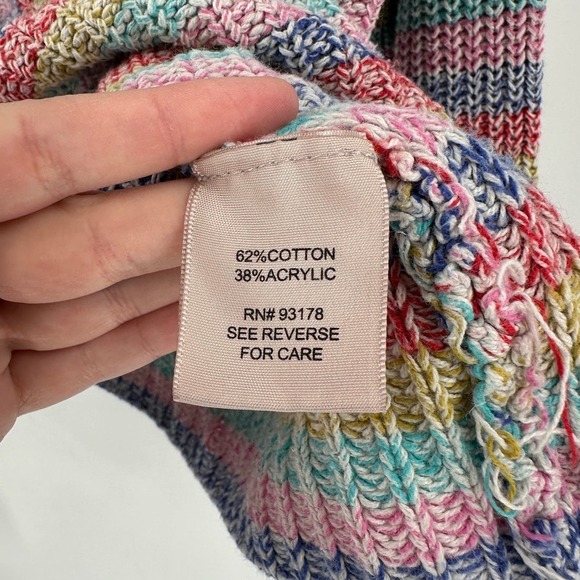 62%COTTON
38%ACRYLIC
RN# 93178
SEE REVERSE
FOR CARE